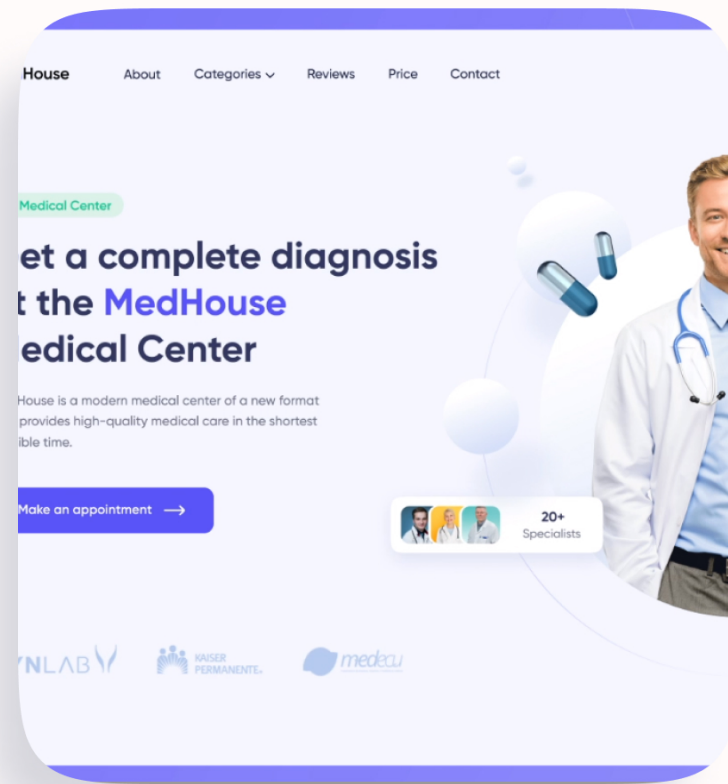 House
About
Categories
Reviews
Price
Contact
Medical Center
et a complete diagnosis
t the MedHouse
edical Center
House is a modern medical center of a new format
provides high-quality medical care in the shortest
ible time.
Make an appointment
20+
Specialists
NLAB
KAISER
PERMANENTE
medecu